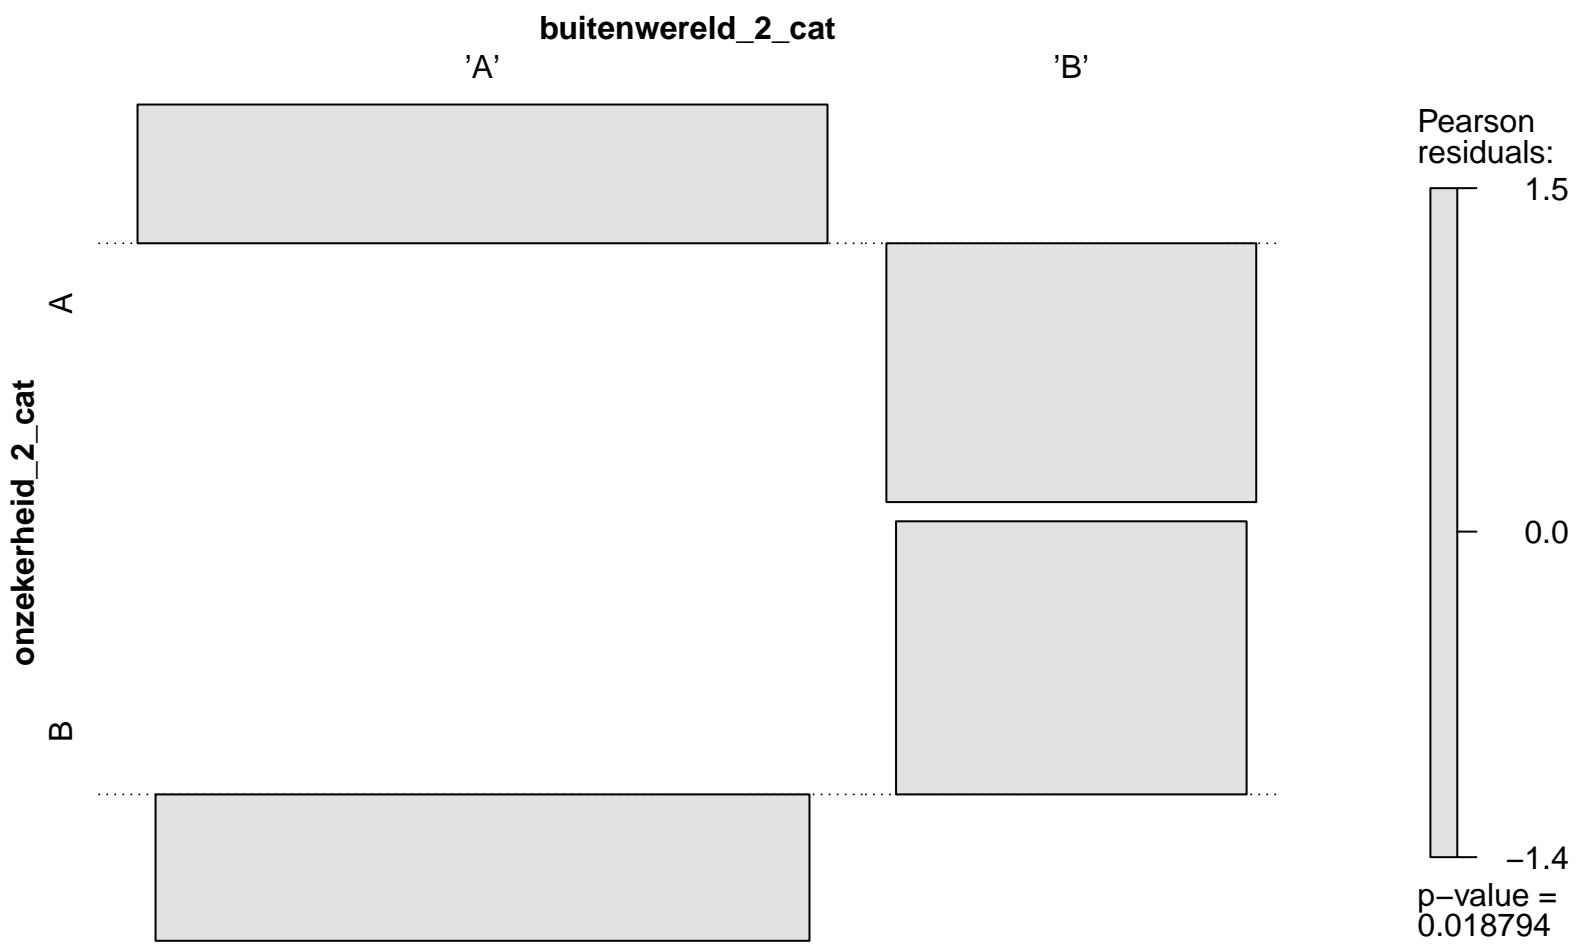 buitenwereld_2_cat
’A’
’B’
onzekerheid_2_cat
A
B
Pearson
residuals:
1.5
0.0
−1.4
p−value =
0.018794